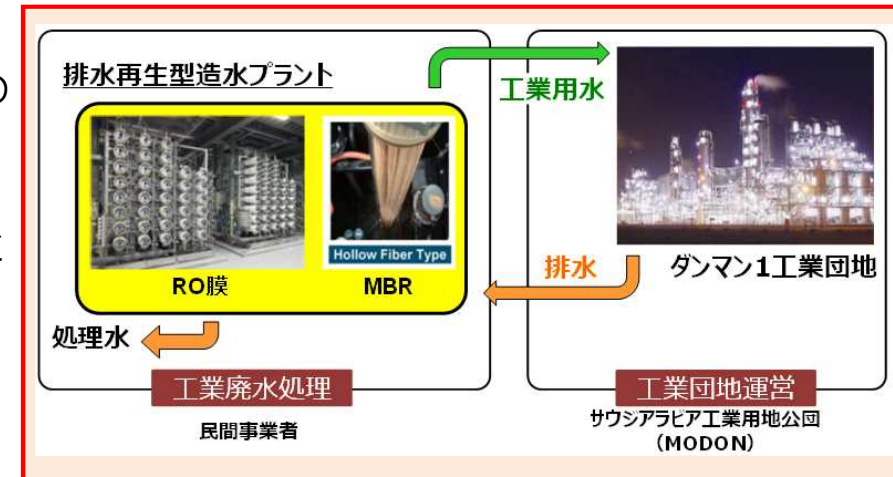 の
に
排水再生型造水プラント
工業用水
Hollow Fiber Type
RO膜
MBR
排水
ダンマン1工業団地
処理水
工業廃水処理
民間事業者
工業団地運営
サウジアラビア工業用地公団
(MODON)